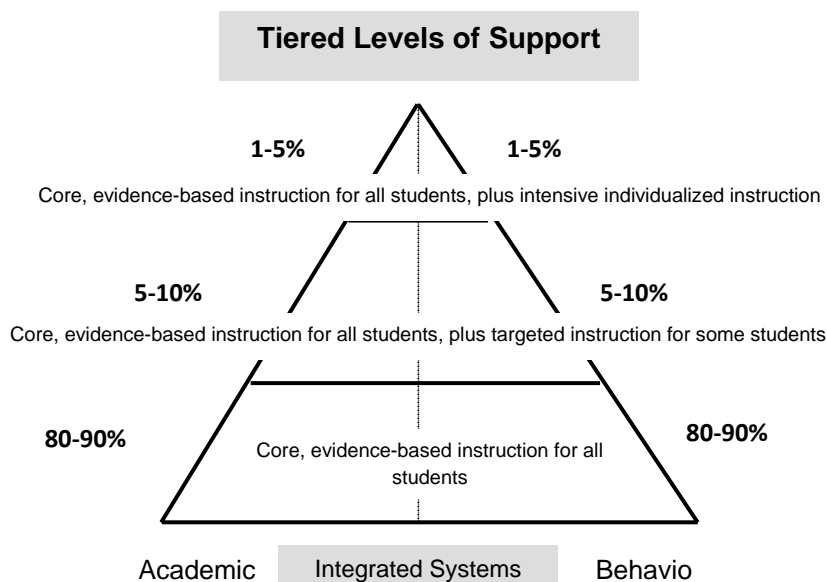 Tiered Levels of Support
1-5% 1-5%
Core, evidence-based instruction for all students, plus intensive individualized instruction
5-10% 5-10%
Core, evidence-based instruction for all students, plus targeted instruction for some students
80-90% 80-90%
Core, evidence-based instruction for all
students
Academic Integrated Systems Behavio